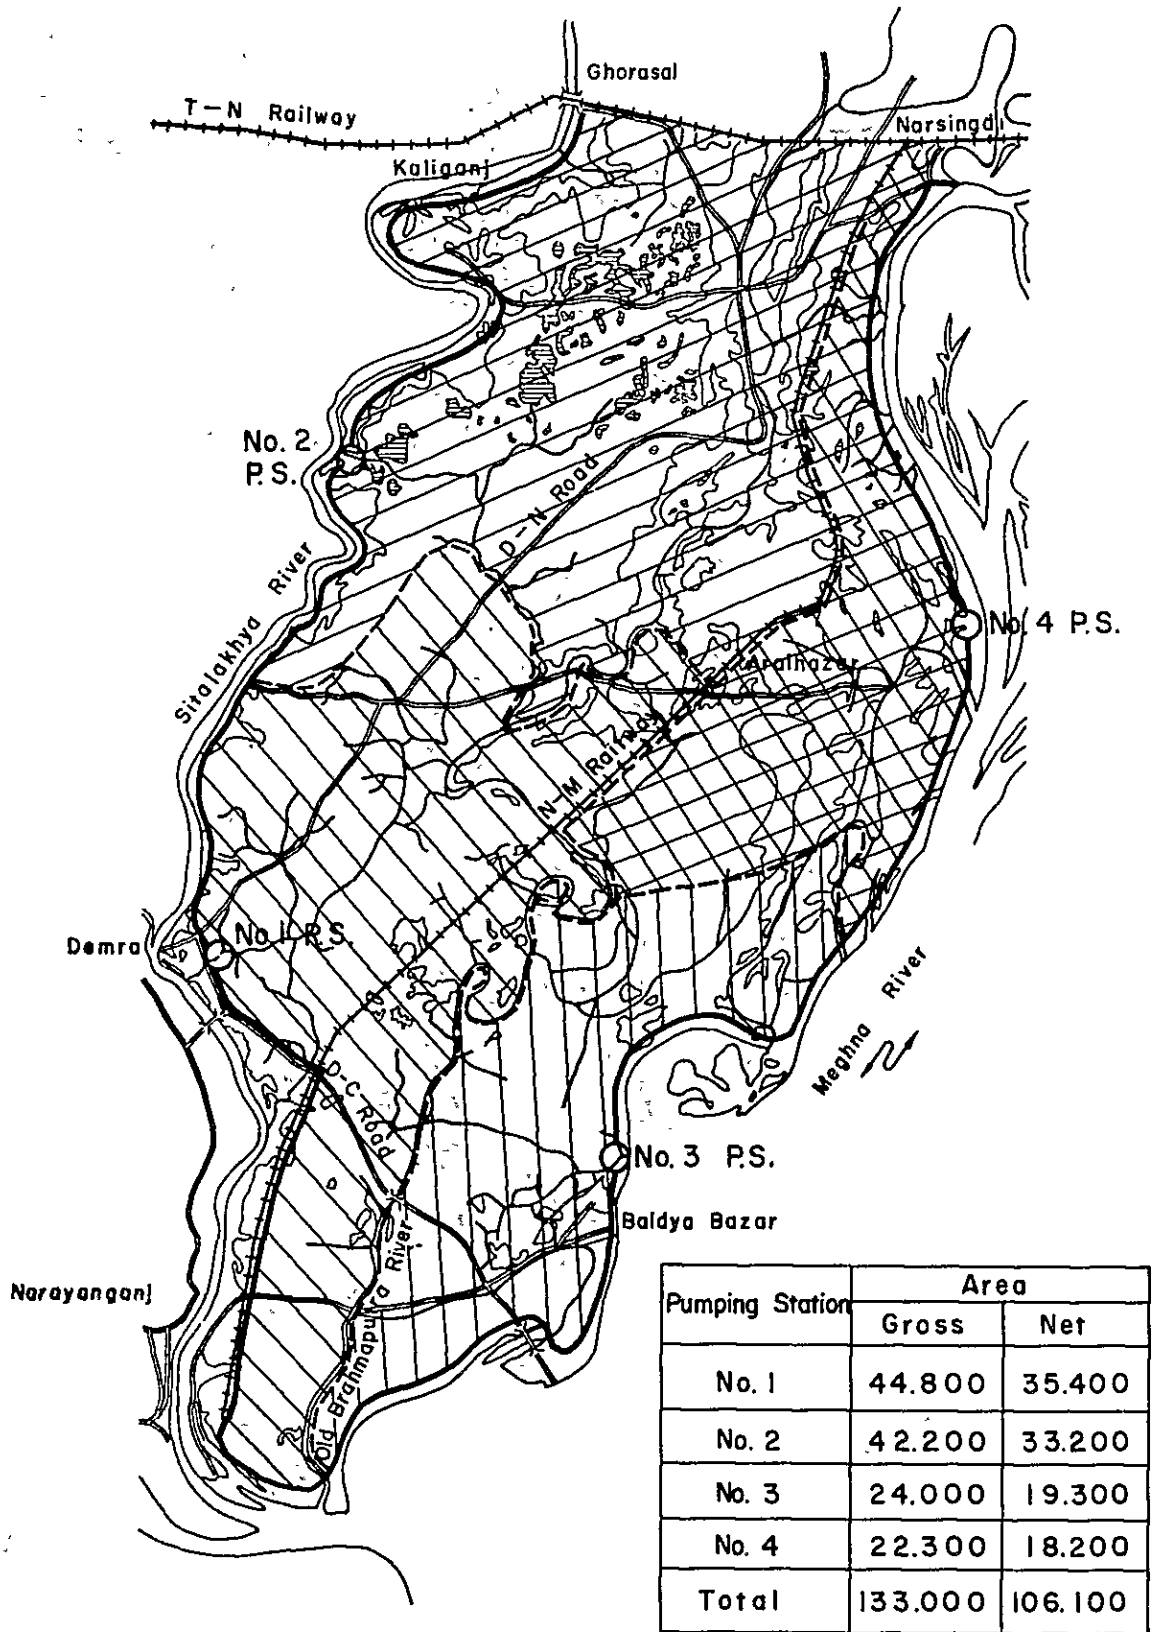 Ghorasal
T-N Railway
Narsingdi
Kaliganj
No. 2
P.S.
D-N Road
Sitalakhya River
No. 4 P.S.
Araihazar
N-M Railway
Demra
No. 1 P.S.
Meghna River
D-C Road
No. 3 P.S.
Baidya Bazar
Narayanganj
Old Brahmaputra River
Pumping Station Area
Gross Net
No. 1 44.800 35.400
No. 2 42.200 33.200
No. 3 24.000 19.300
No. 4 22.300 18.200
Total 133.000 106.100